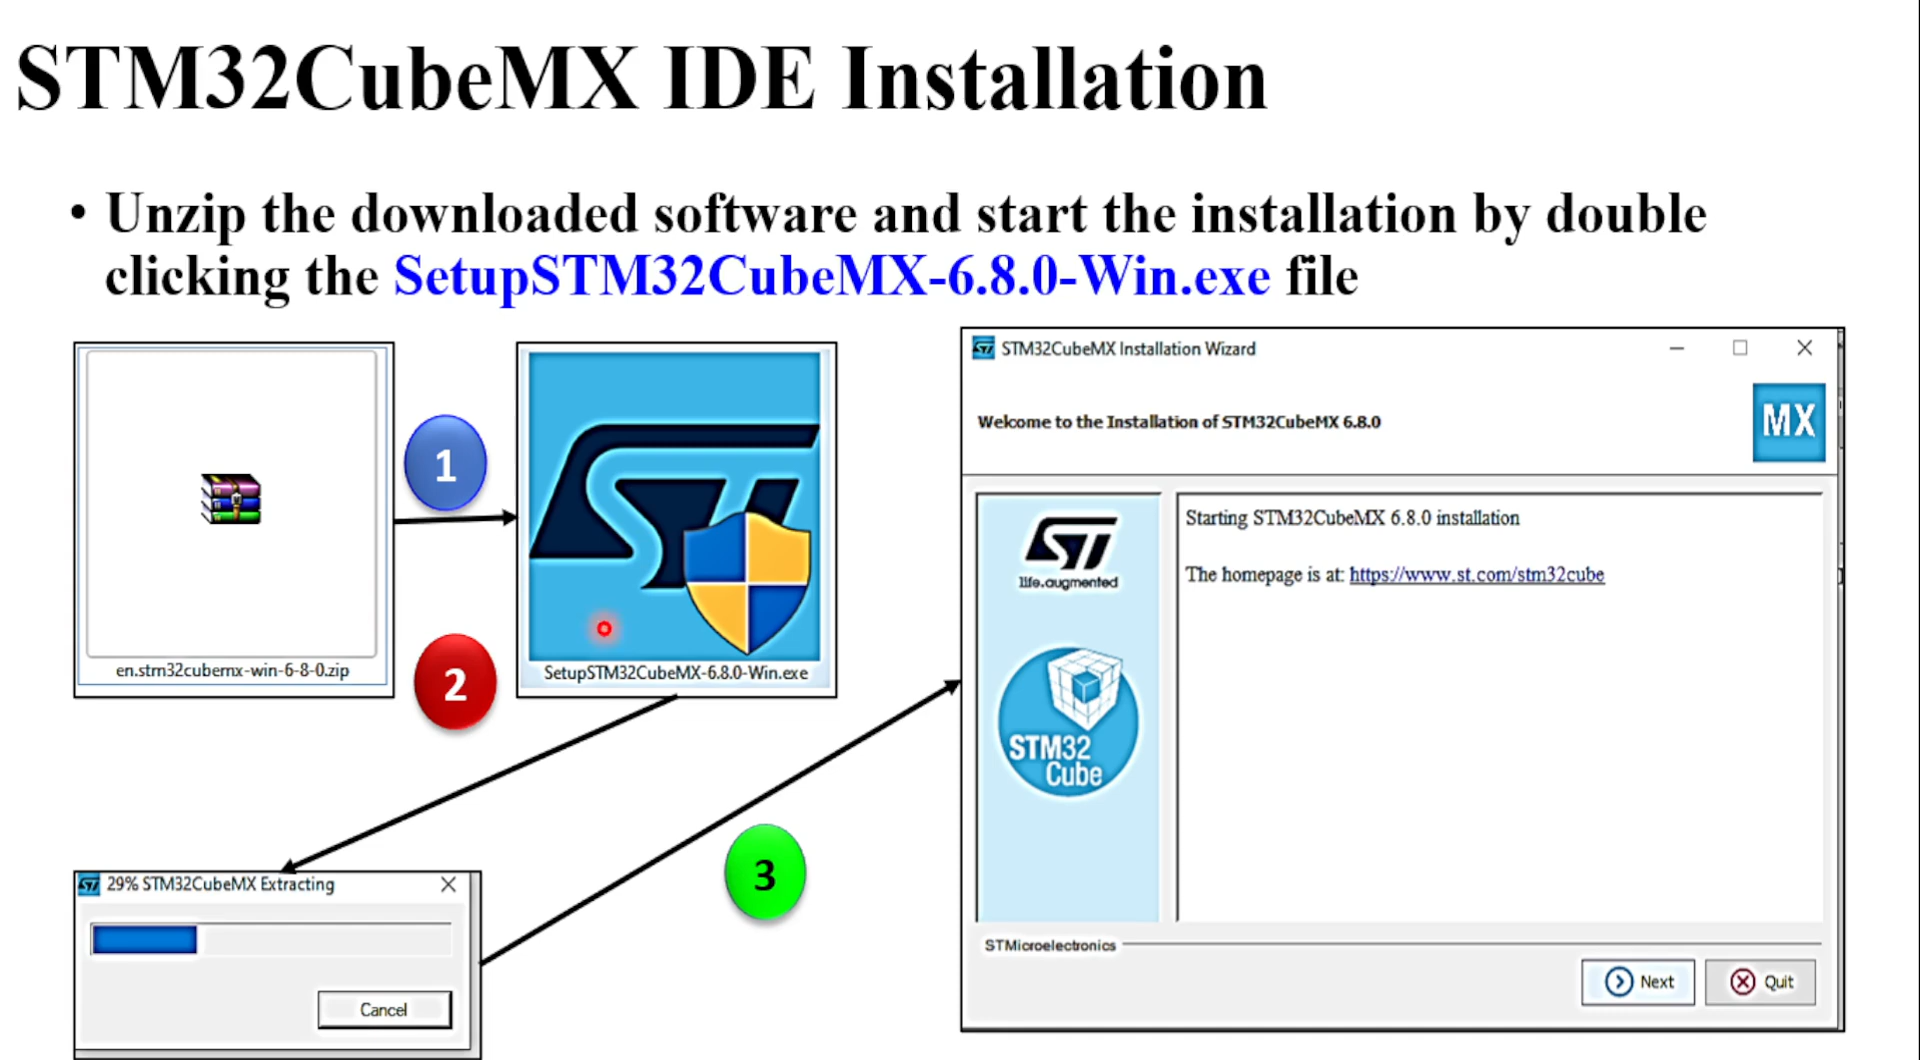 STM32CubeMX IDE Installation
• Unzip the downloaded software and start the installation by double
clicking the SetupSTM32CubeMX-6.8.0-Win.exe file
en.stm32cubemx-win-6-8-0.zip
1
ST
SetupSTM32CubeMX-6.8.0-Win.exe
2
ST 29% STM32CubeMX Extracting
Cancel
3
ST STM32CubeMX Installation Wizard
Welcome to the Installation of STM32CubeMX 6.8.0
MX
ST
life.augmented
STM32
Cube
Starting STM32CubeMX 6.8.0 installation
The homepage is at: https://www.st.com/stm32cube
STMicroelectronics
Next
Quit